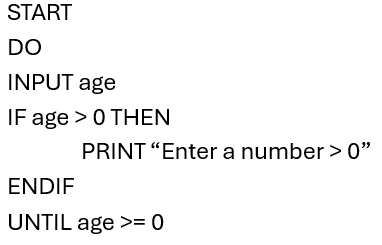 START
DO
INPUT age
IF age > 0 THEN
PRINT “Enter a number > 0”
ENDIF
UNTIL age >= 0